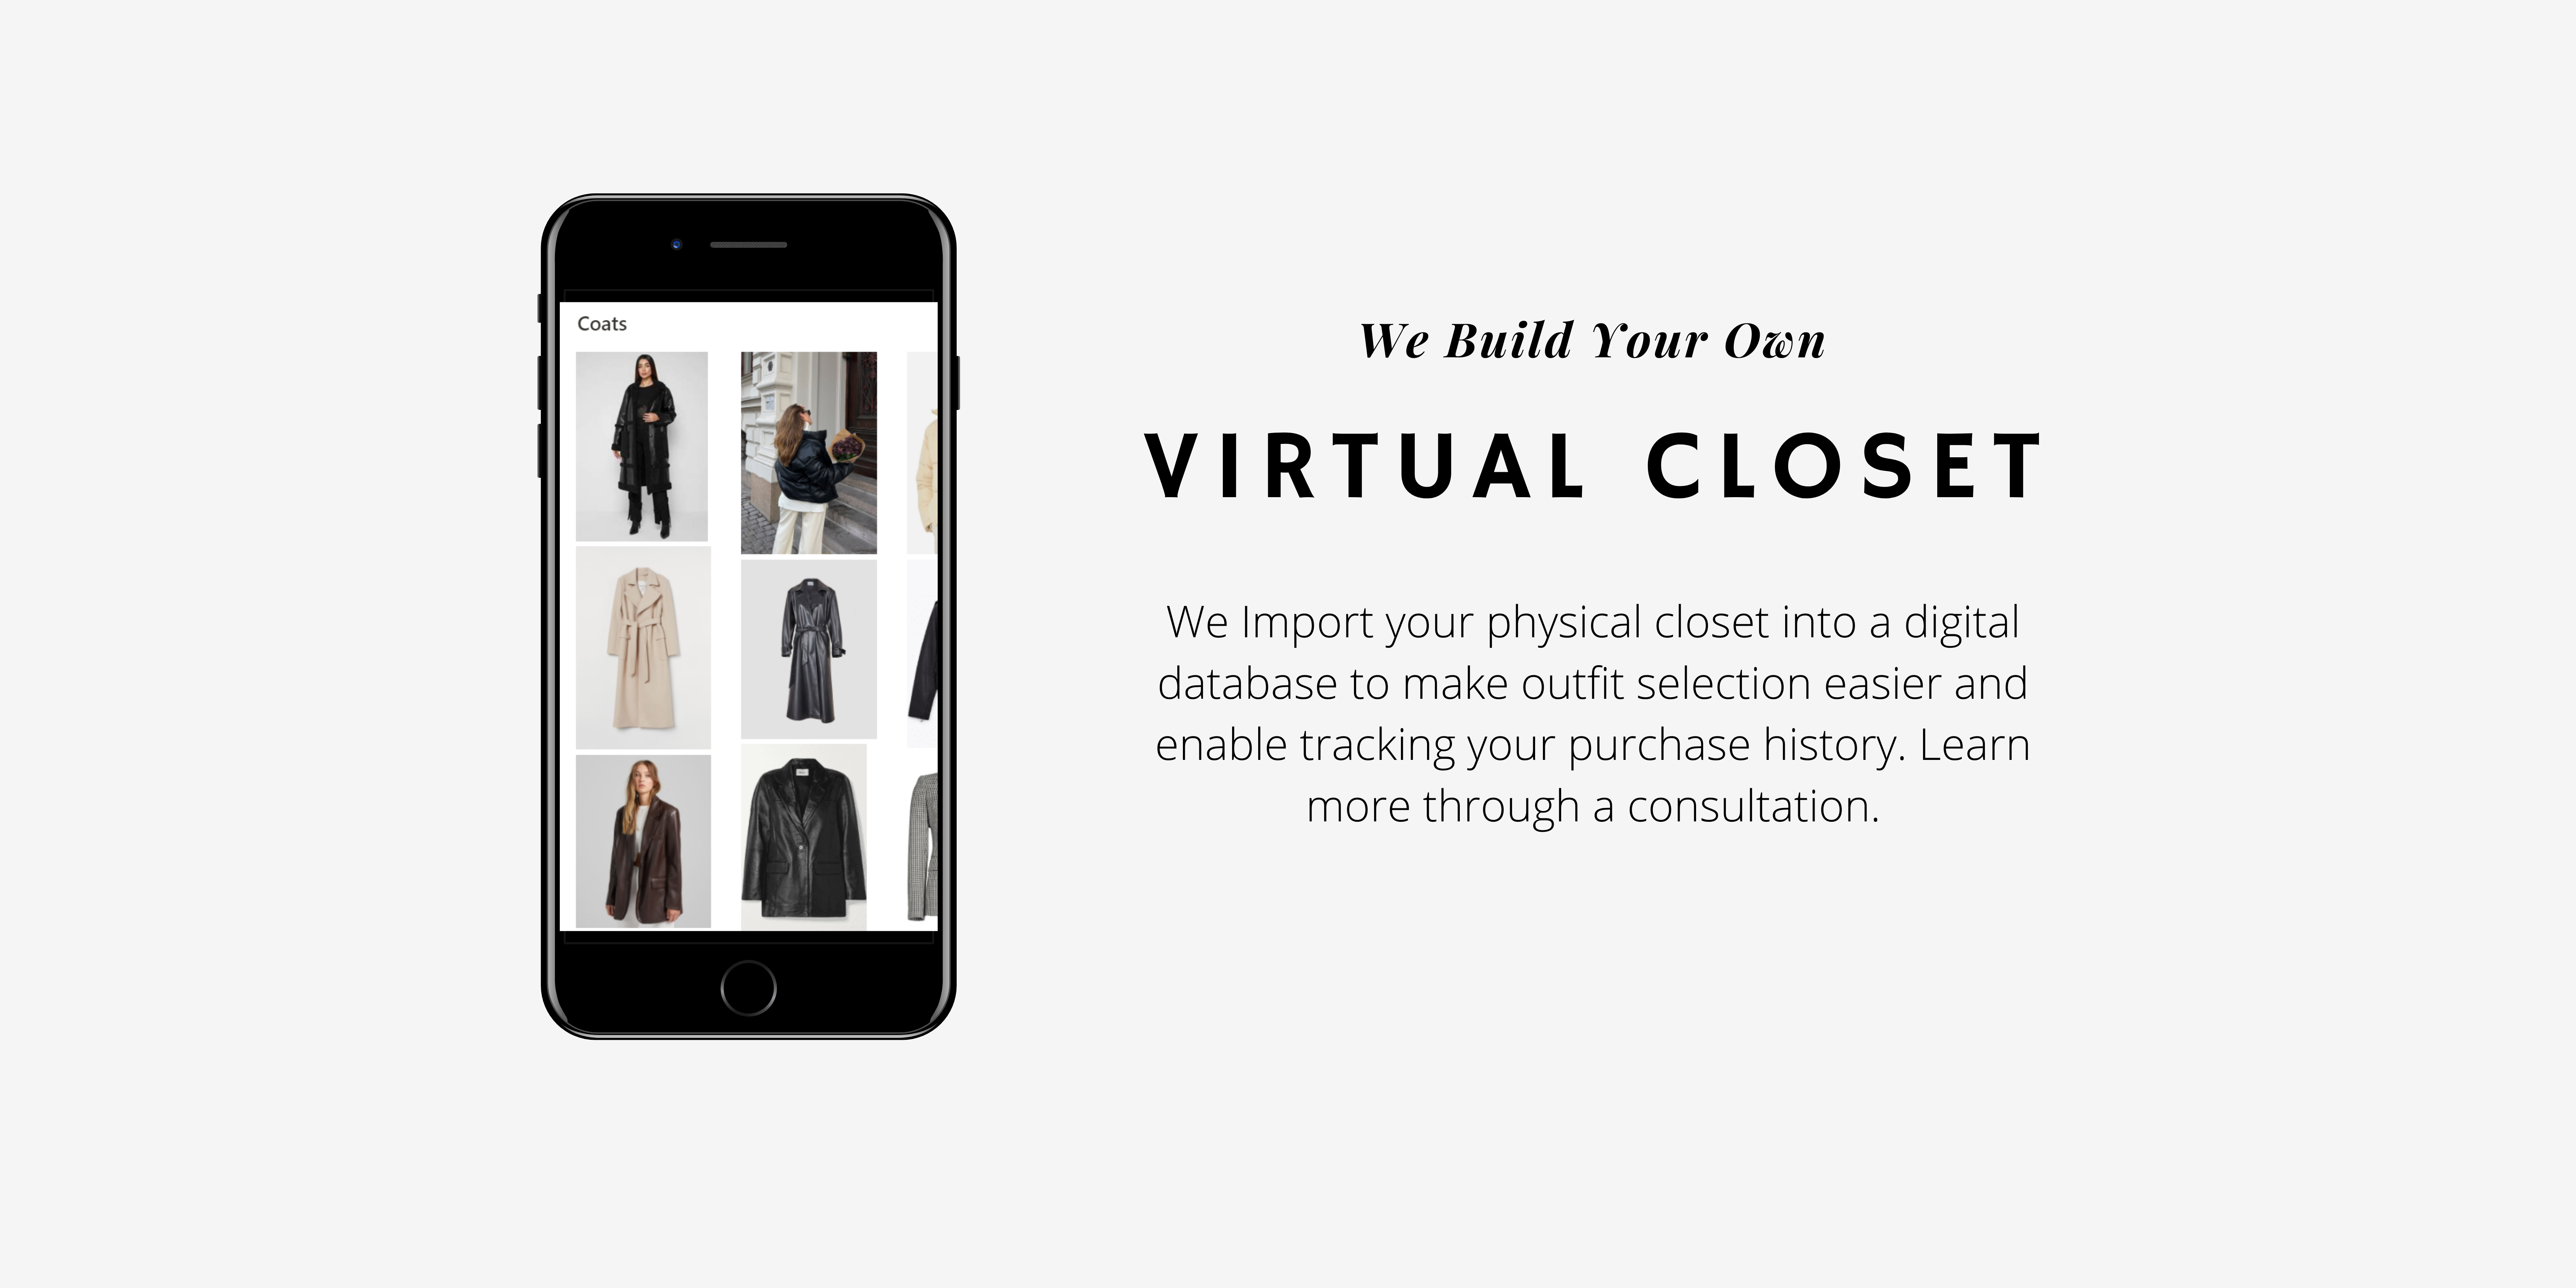 Coats
We Build Your Own
VIRTUAL CLOSET
We Import your physical closet into a digital
database to make outfit selection easier and
enable tracking your purchase history. Learn
more through a consultation.